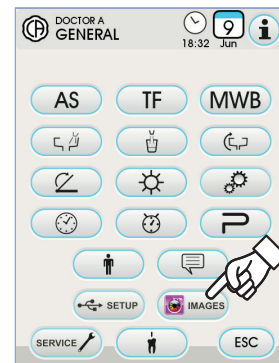 DOCTOR A
GENERAL
18:32
9
Jun
i
AS
TF
MWB
SETUP
IMAGES
SERVICE
ESC